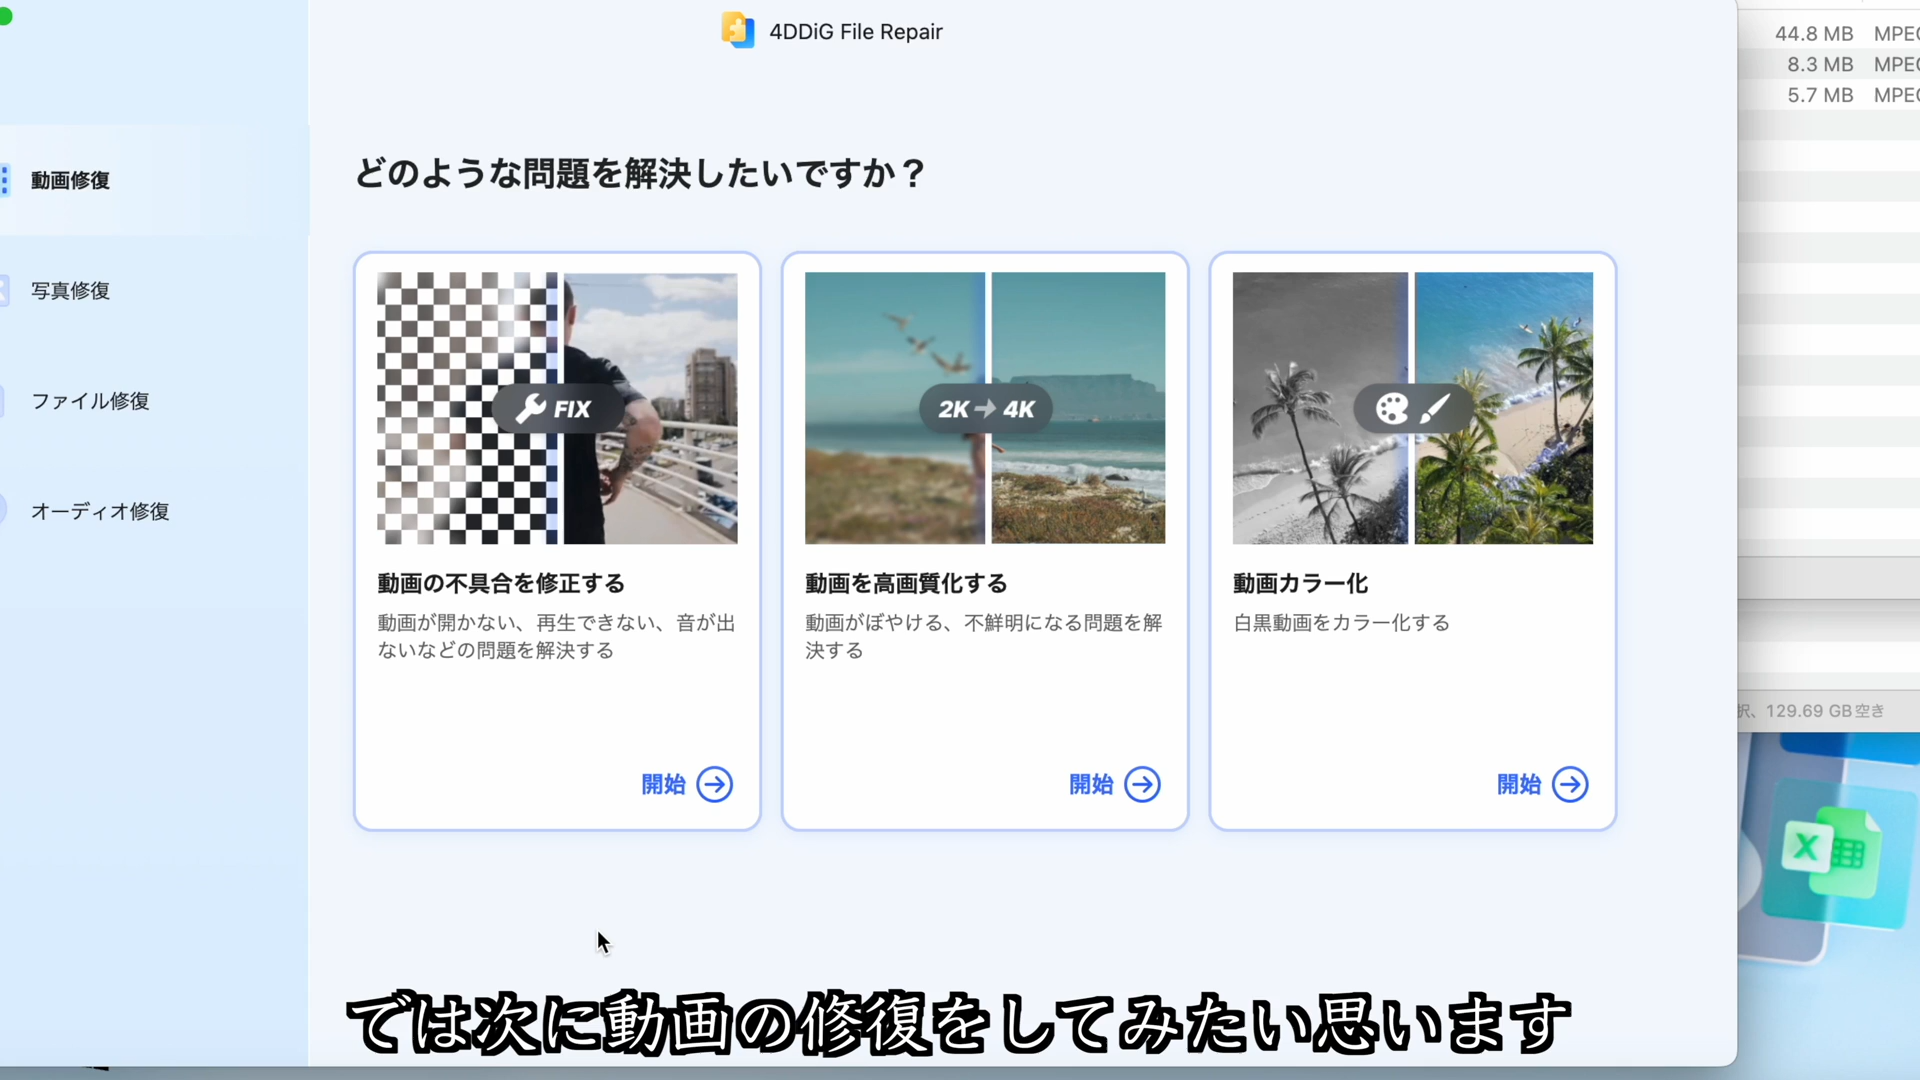 4DDiG File Repair
44.8 MB MPEG
8.3 MB MPEG
5.7 MB MPEG
動画修復
写真修復
ファイル修復
オーディオ修復
どのような問題を解決したいですか？
FIX
2K 4K
動画の不具合を修正する
動画が開かない、再生できない、音が出
ないなどの問題を解決する
開始
動画を高画質化する
動画がぼやける、不鮮明になる問題を解
決する
開始
動画カラー化
白黒動画をカラー化する
開始
択、129.69 GB空き
X
では次に動画の修復をしてみたい思います